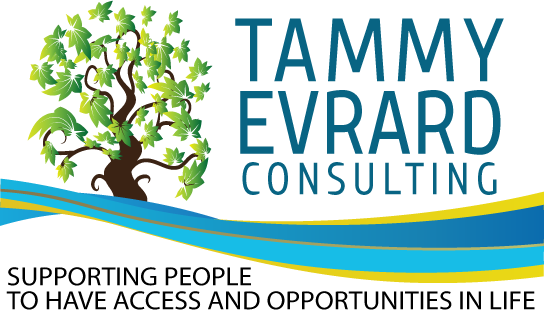 TAMMY
EVRARD
CONSULTING
SUPPORTING PEOPLE
TO HAVE ACCESS AND OPPORTUNITIES IN LIFE